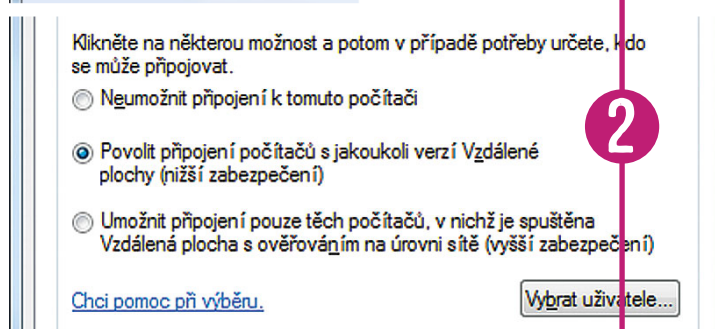 Klikněte na některou možnost a potom v případě potřeby určete, kdo
se může připojovat.
Neumožnit připojení k tomuto počítači
Povolit připojení počítačů s jakoukoli verzí Vzdálené
plochy (nižší zabezpečení)
2
Umožnit připojení pouze těch počítačů, v nichž je spuštěna
Vzdálená plocha s ověřováním na úrovni sítě (vyšší zabezpečení)
Chci pomoc při výběru.
Vybrat uživatele...